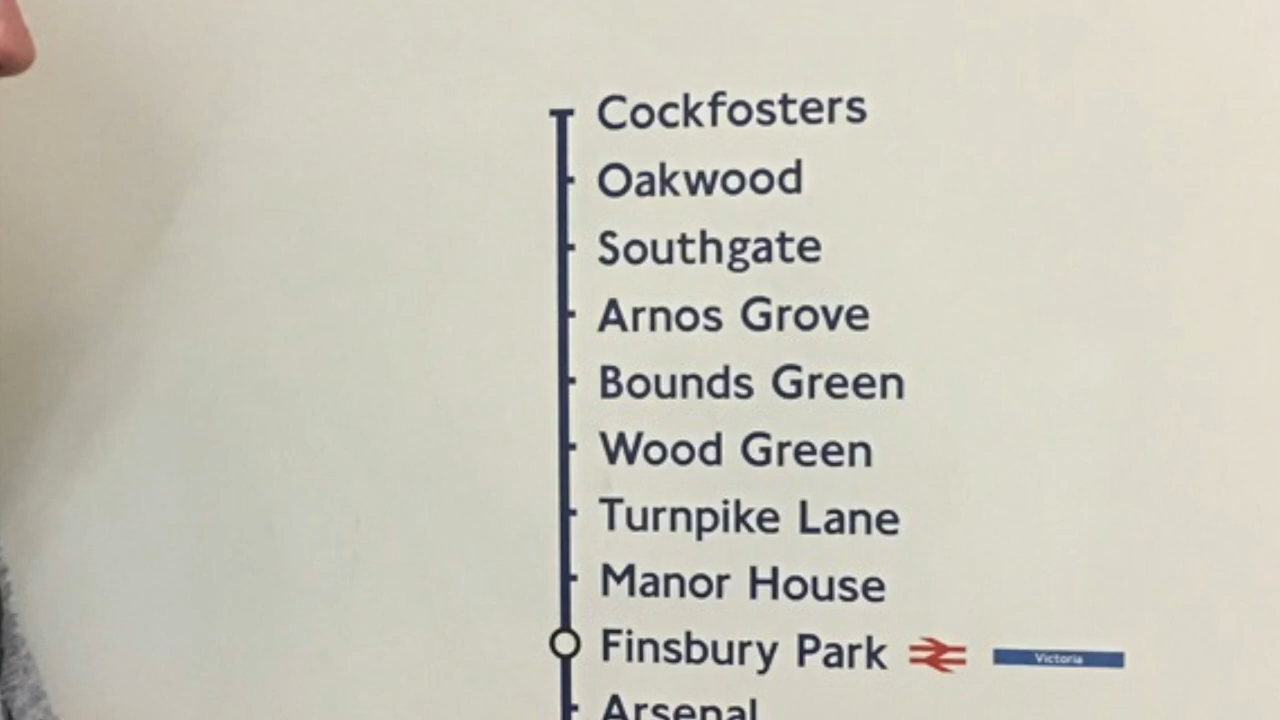 Cockfosters
Oakwood
Southgate
Arnos Grove
Bounds Green
Wood Green
Turnpike Lane
Manor House
Finsbury Park Victoria
Arsenal